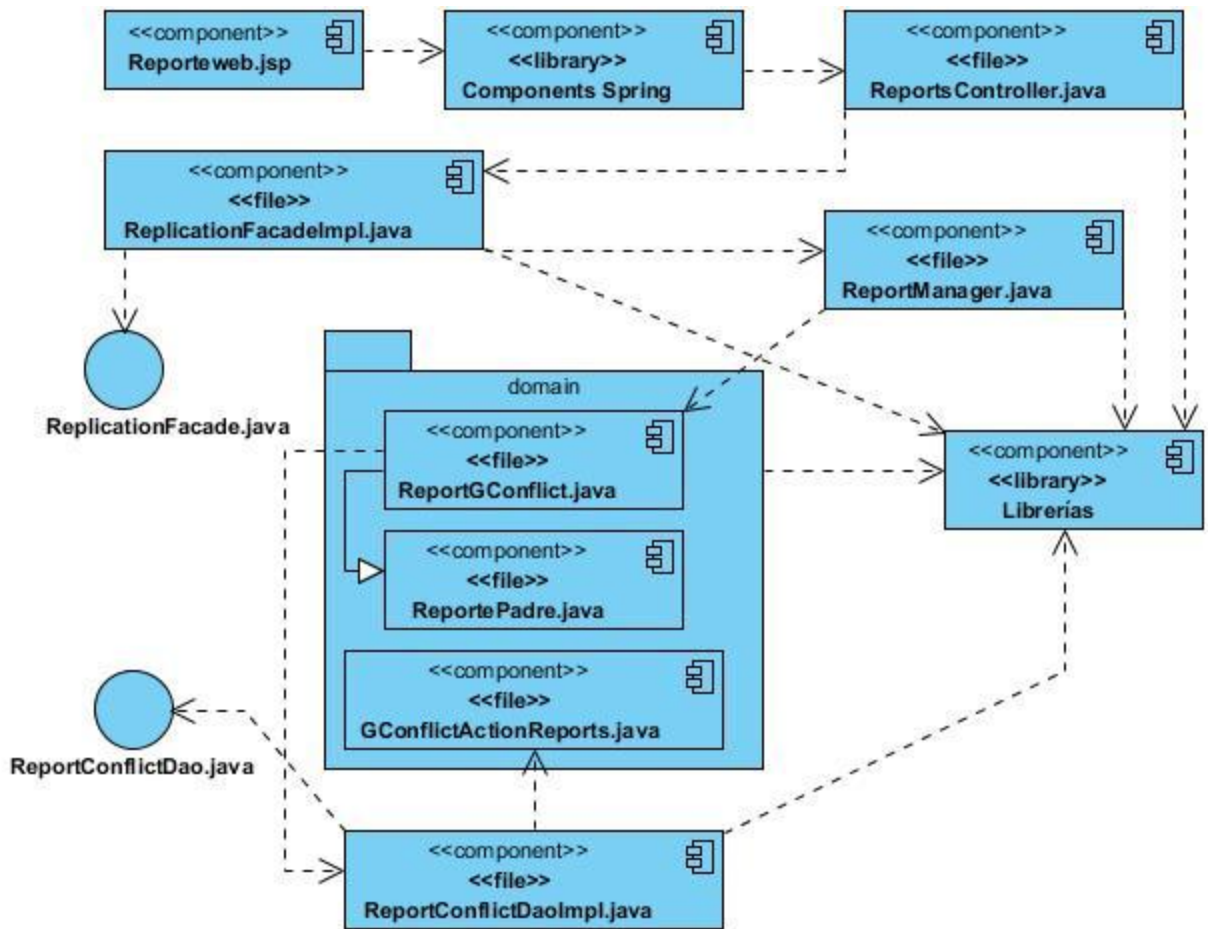 <<component>>
Reporteweb.jsp
<<component>>
<<library>>
Components Spring
<<component>>
<<file>>
ReportsController.java
<<component>>
<<file>>
ReplicationFacadeImpl.java
<<component>>
<<file>>
ReportManager.java
ReplicationFacade.java
domain
<<component>>
<<file>>
ReportGConflict.java
<<component>>
<<library>>
Librerías
<<component>>
<<file>>
ReportePadre.java
<<component>>
<<file>>
GConflictActionReports.java
ReportConflictDao.java
<<component>>
<<file>>
ReportConflictDaoImpl.java